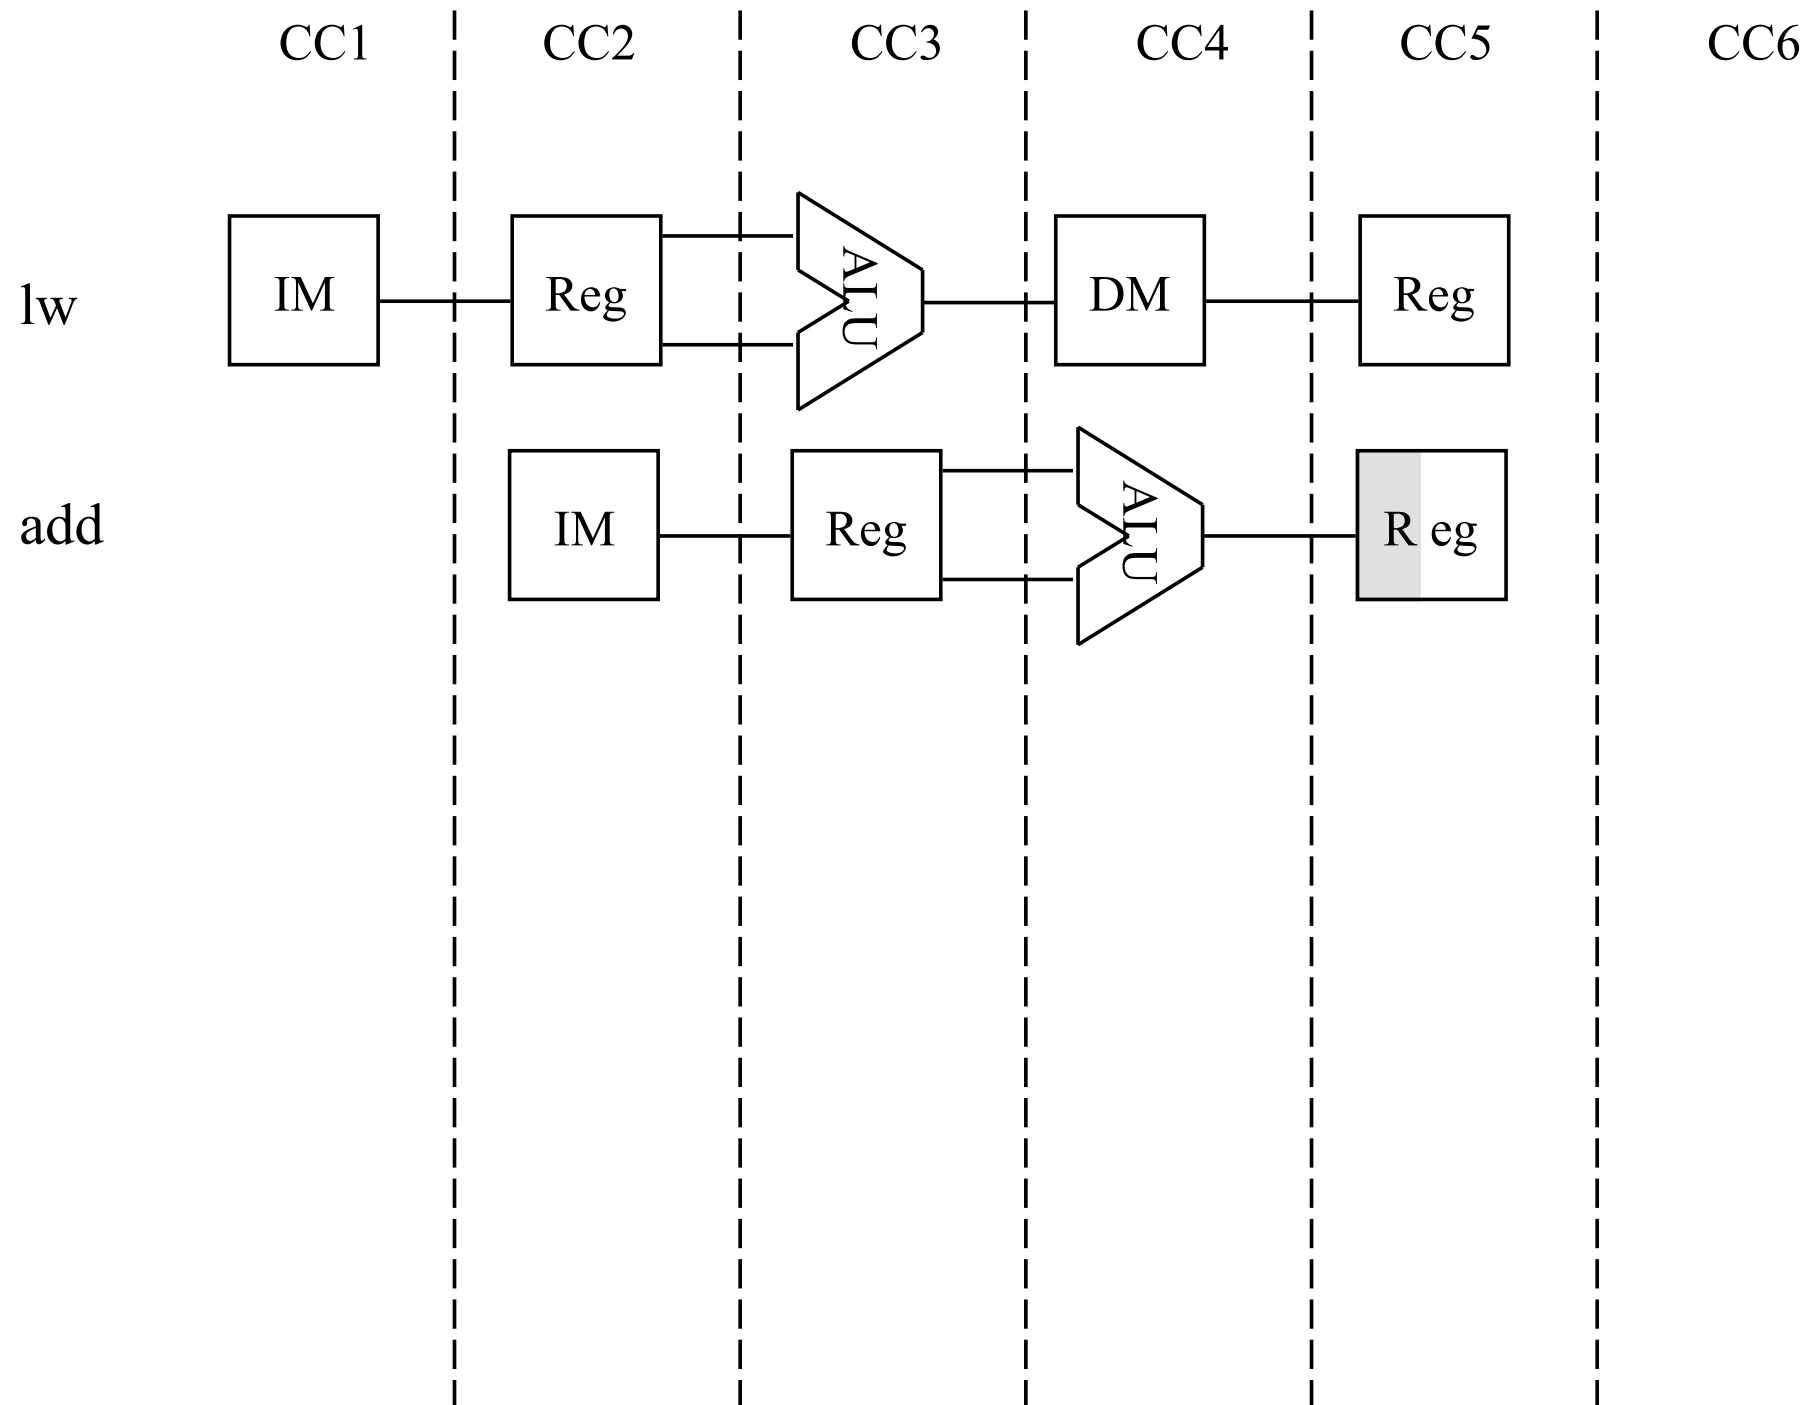 CC1 CC2 CC3 CC4 CC5 CC6
lw IM Reg ALU DM Reg
add IM Reg ALU R eg